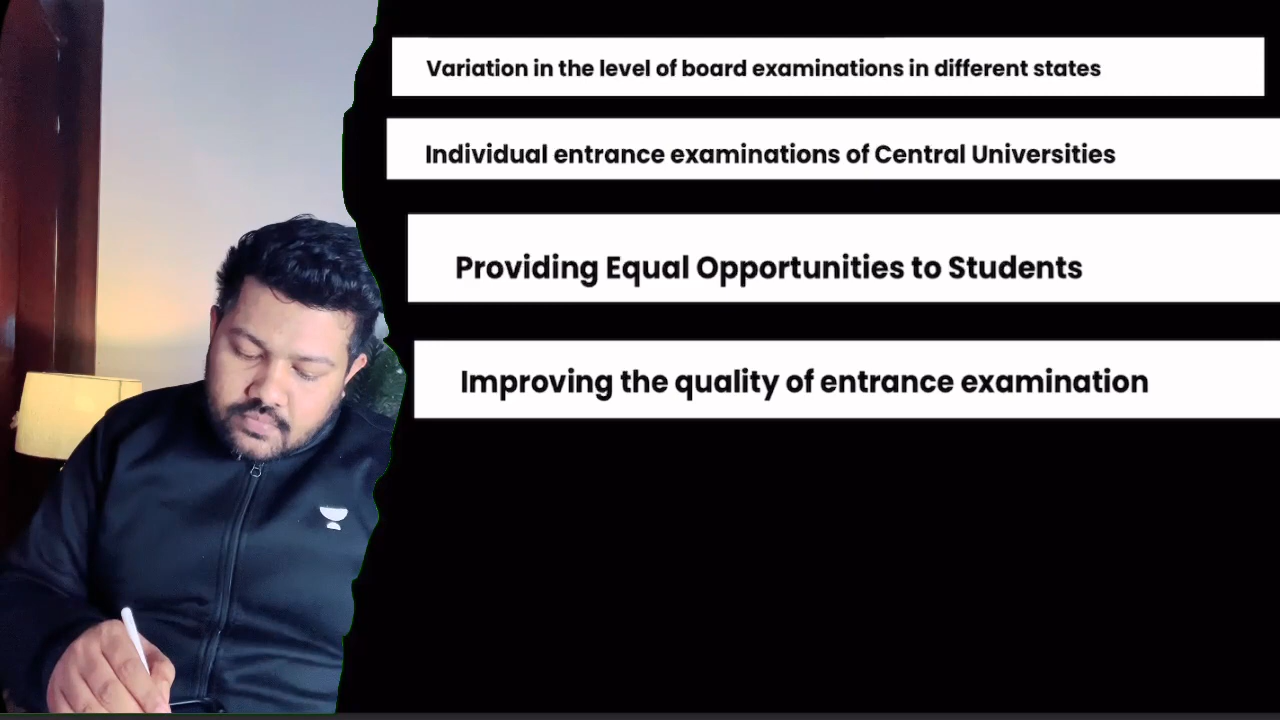 Variation in the level of board examinations in different states
Individual entrance examinations of Central Universities
Providing Equal Opportunities to Students
Improving the quality of entrance examination